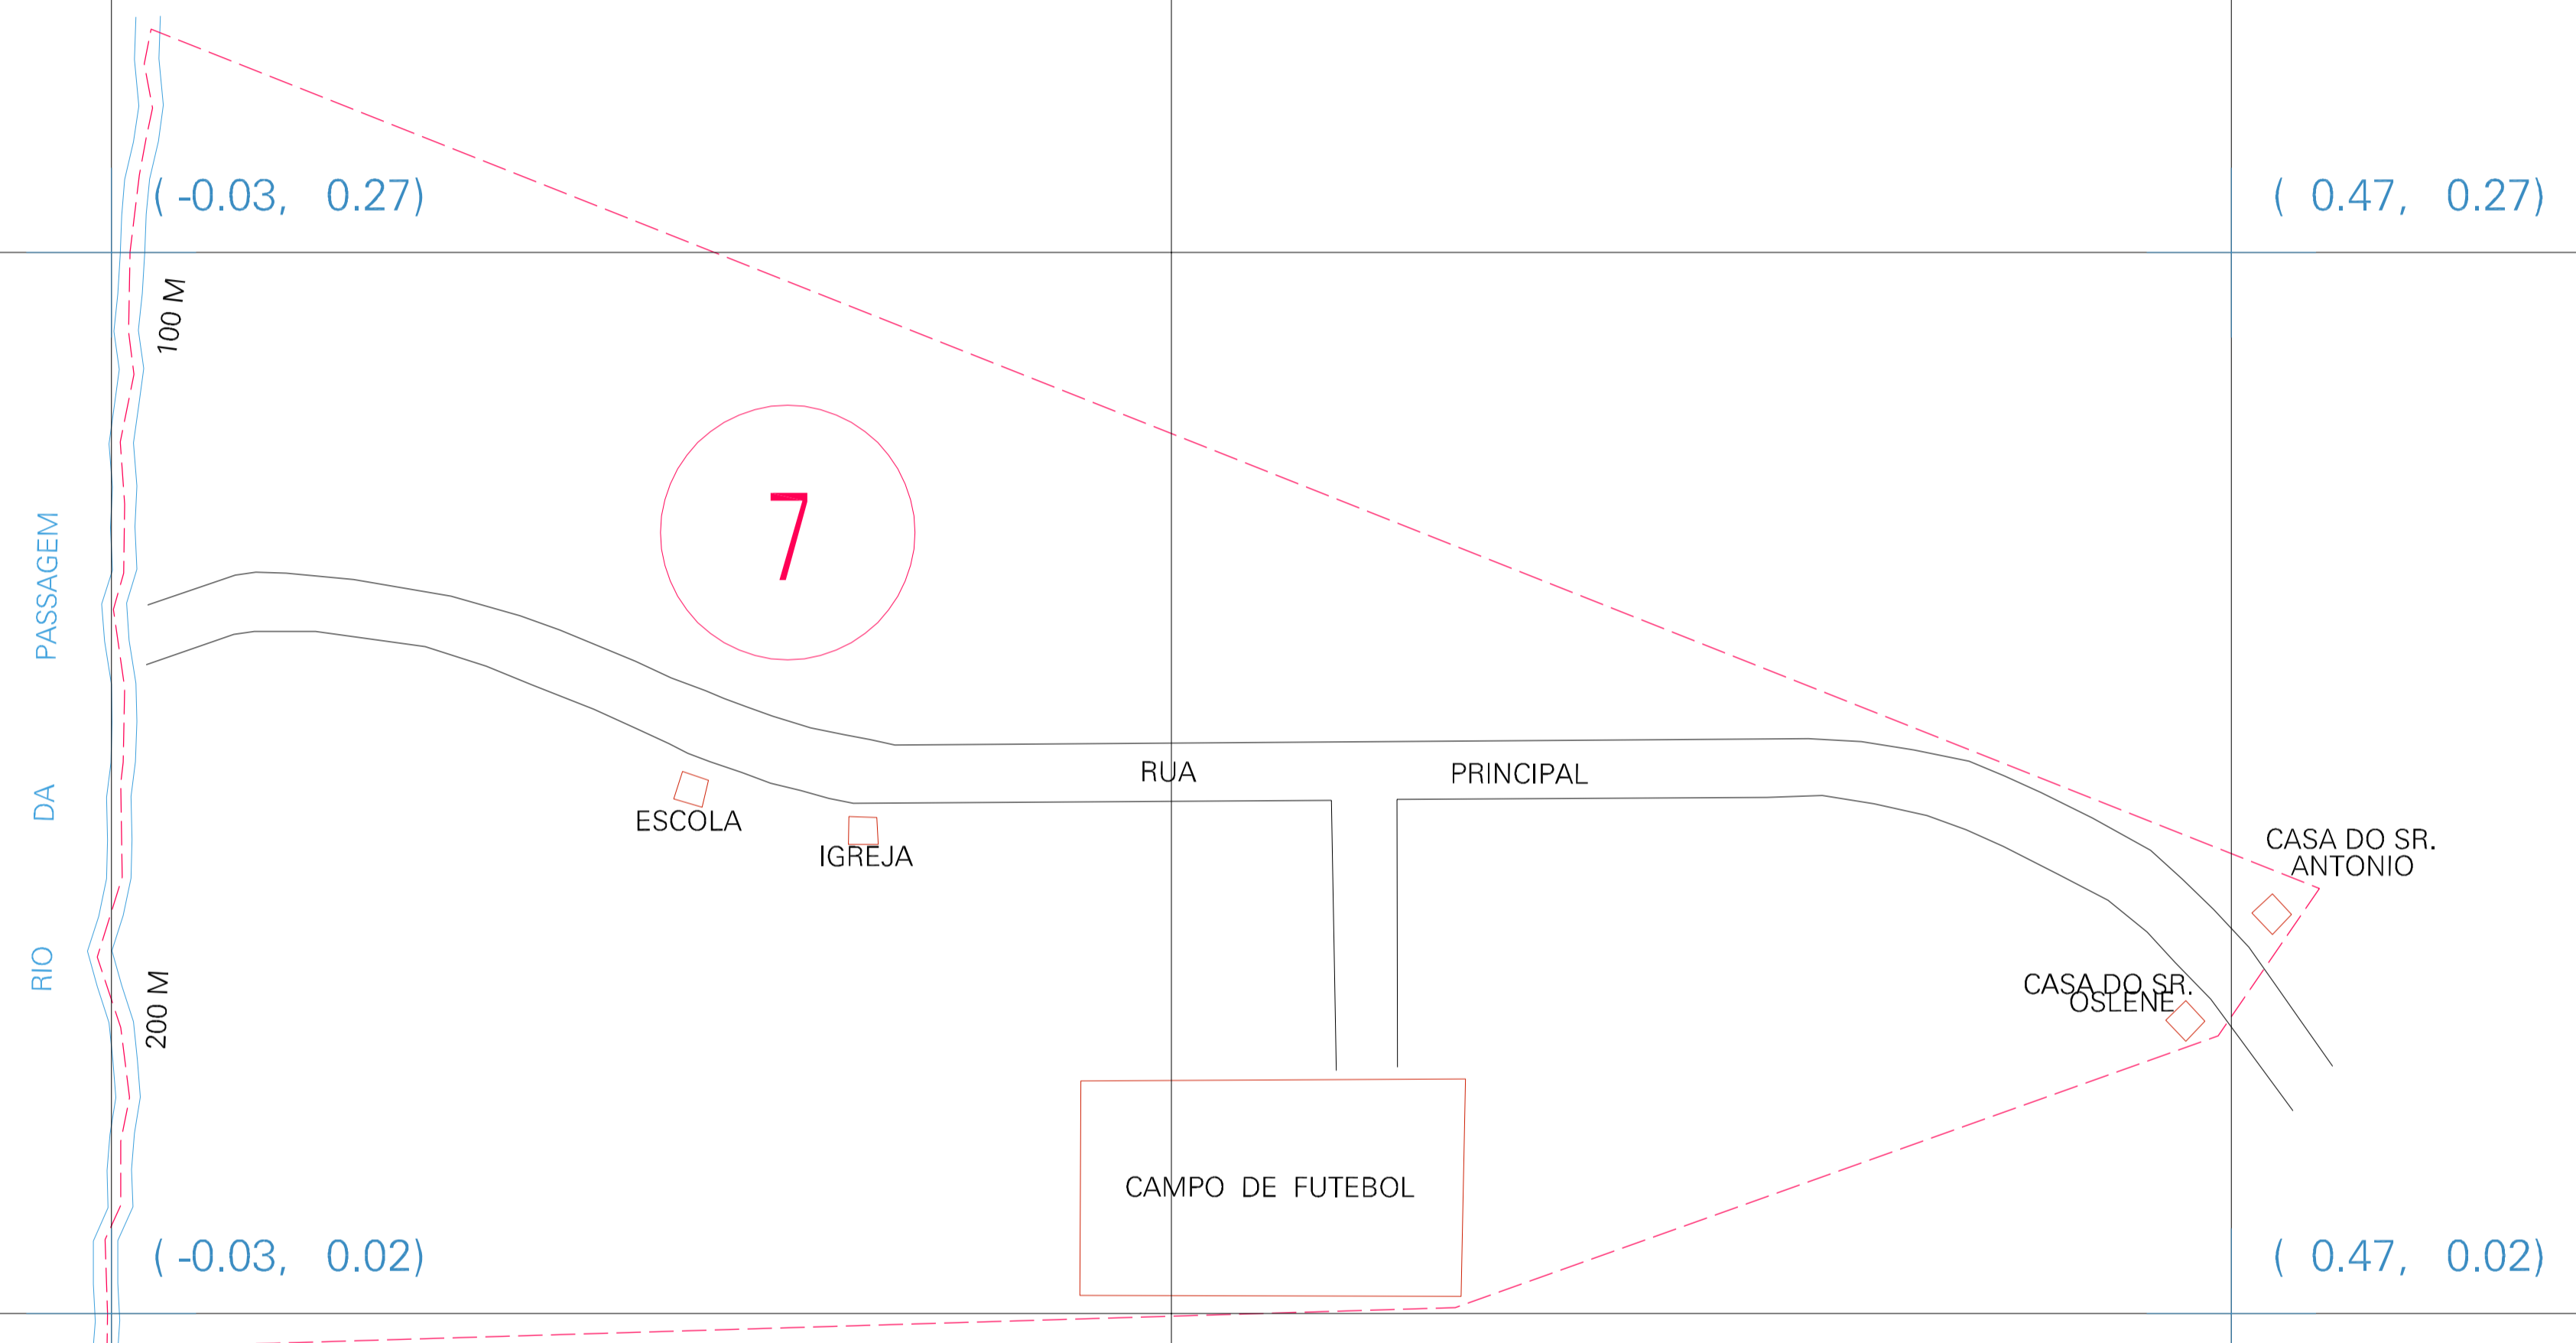 ( -0.03, 0.27)
( 0.47, 0.27)
100 M
7
PASSAGEM
DA
RIO
RUA PRINCIPAL
ESCOLA
IGREJA
CASA DO SR.
ANTONIO
CASA DO SR.
OSLENE
200 M
CAMPO DE FUTEBOL
( -0.03, 0.02)
( 0.47, 0.02)